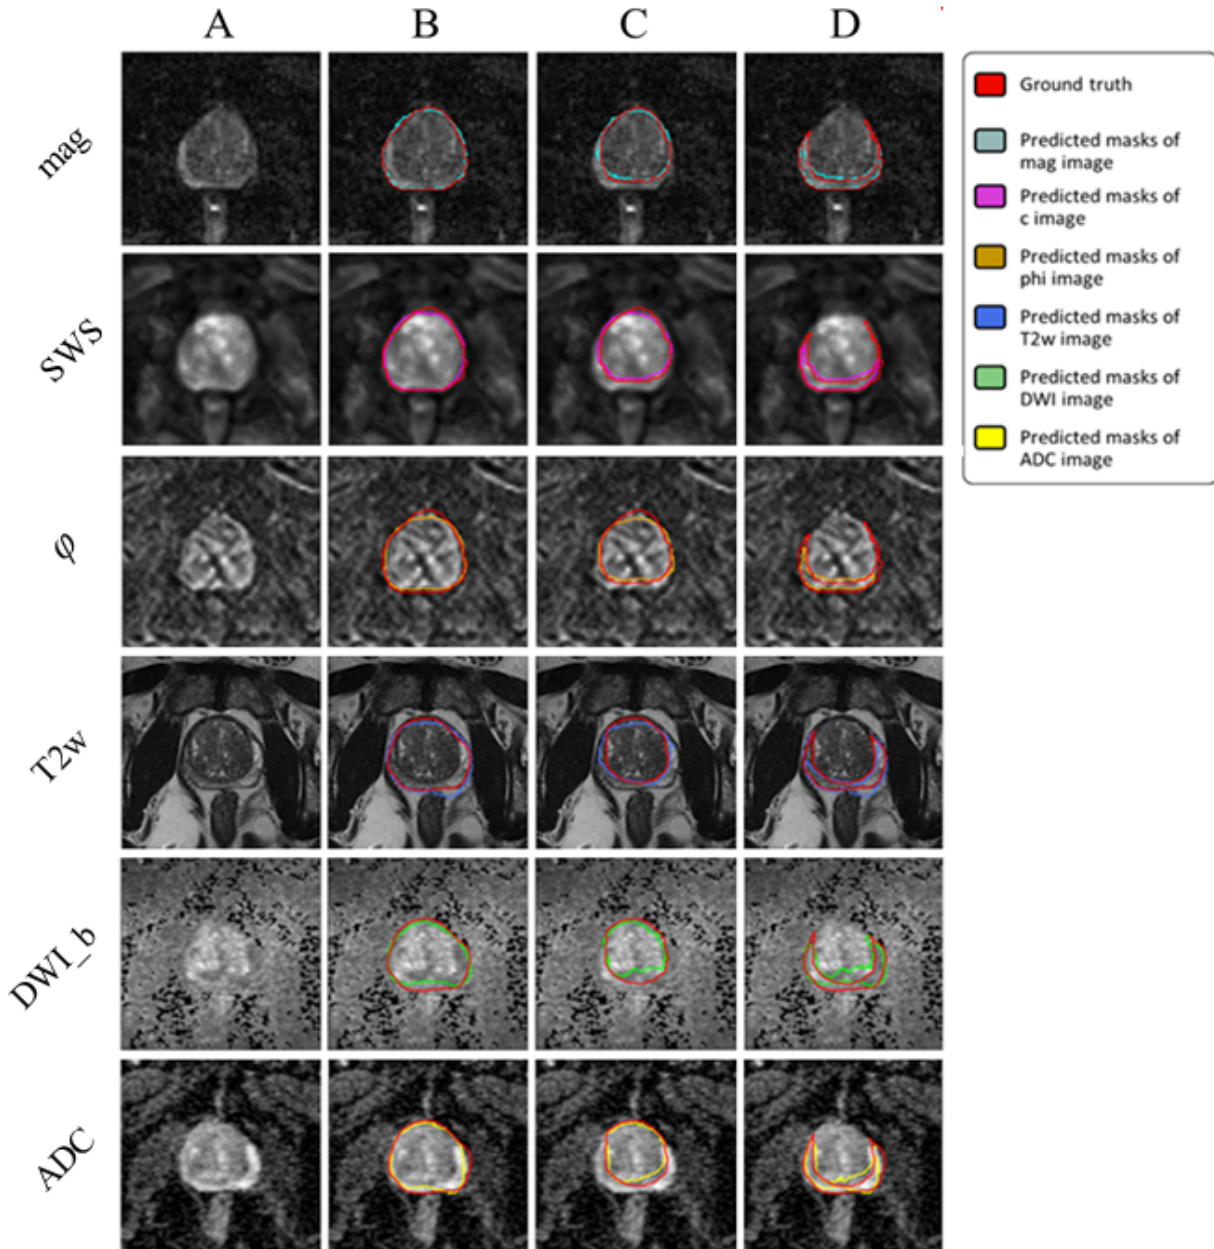 A B C D
mag
SWS
φ
T2w
DWI_b
ADC
Ground truth
Predicted masks of
mag image
Predicted masks of
c image
Predicted masks of
phi image
Predicted masks of
T2w image
Predicted masks of
DWI image
Predicted masks of
ADC image